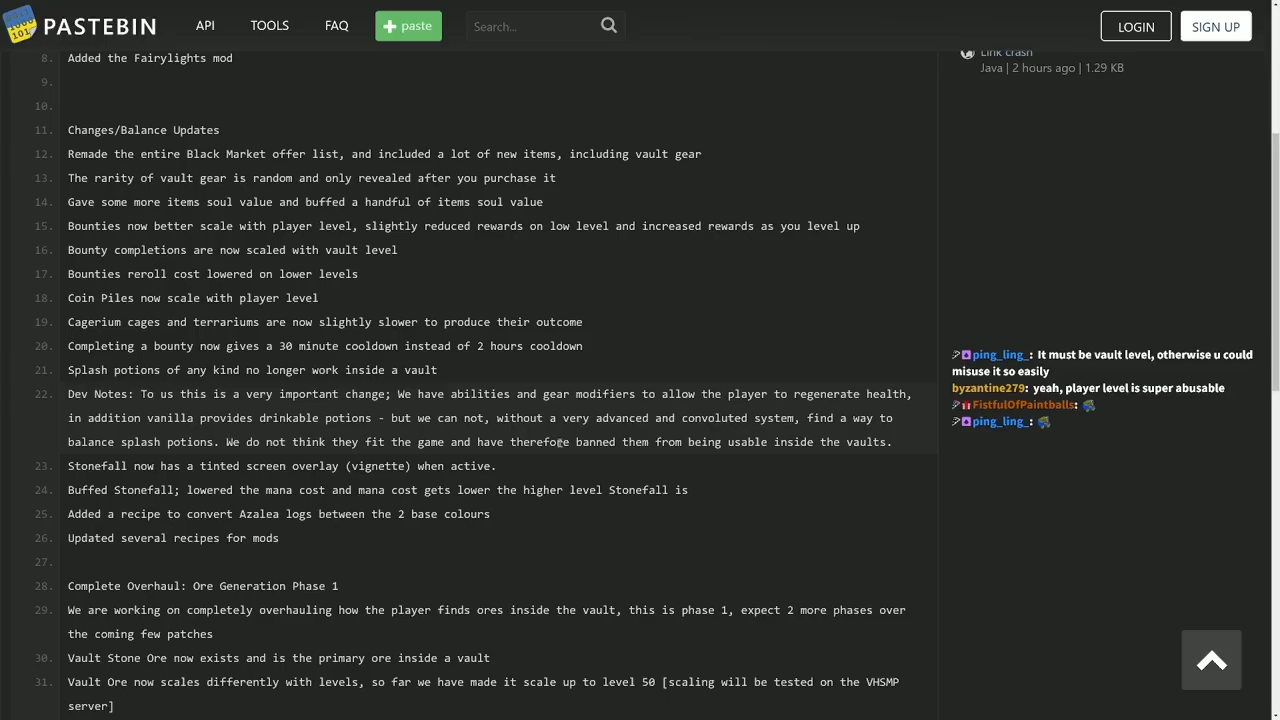 PASTEBIN
API
TOOLS
FAQ
paste
Search...
LOGIN
SIGN UP
8. Added the Fairylights mod
9.
10.
11. Changes/Balance Updates
12. Remade the entire Black Market offer list, and included a lot of new items, including vault gear
13. The rarity of vault gear is random and only revealed after you purchase it
14. Gave some more items soul value and buffed a handful of items soul value
15. Bounties now better scale with player level, slightly reduced rewards on low level and increased rewards as you level up
16. Bounty completions are now scaled with vault level
17. Bounties reroll cost lowered on lower levels
18. Coin Piles now scale with player level
19. Cagerium cages and terrariums are now slightly slower to produce their outcome
20. Completing a bounty now gives a 30 minute cooldown instead of 2 hours cooldown
21. Splash potions of any kind no longer work inside a vault
22. Dev Notes: To us this is a very important change; We have abilities and gear modifiers to allow the player to regenerate health,
in addition vanilla provides drinkable potions - but we can not, without a very advanced and convoluted system, find a way to
balance splash potions. We do not think they fit the game and have therefore banned them from being usable inside the vaults.
23. Stonefall now has a tinted screen overlay (vignette) when active.
24. Buffed Stonefall; lowered the mana cost and mana cost gets lower the higher level Stonefall is
25. Added a recipe to convert Azalea logs between the 2 base colours
26. Updated several recipes for mods
27.
28. Complete Overhaul: Ore Generation Phase 1
29. We are working on completely overhauling how the player finds ores inside the vault, this is phase 1, expect 2 more phases over
the coming few patches
30. Vault Stone Ore now exists and is the primary ore inside a vault
31. Vault Ore now scales differently with levels, so far we have made it scale up to level 50 [scaling will be tested on the VHSMP
server]
Link crash
Java | 2 hours ago | 1.29 KB
ping_ling_: It must be vault level, otherwise u could
misuse it so easily
byzantine279: yeah, player level is super abusable
FistfulOfPaintballs:
ping_ling_: